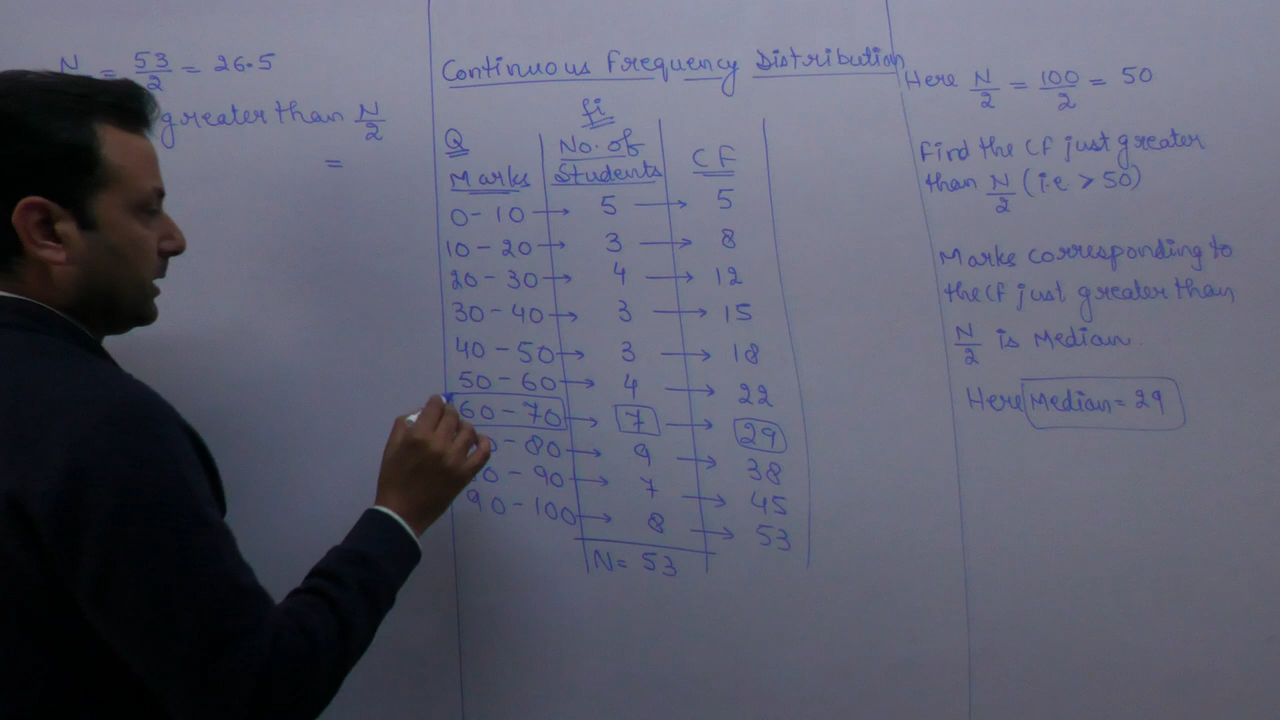 N = 53/2 = 26.5
greater than N/2
=
Continuous Frequency Distribution
fi
Q
No. of
Marks Students CF
0-10 → 5 → 5
10-20 → 3 → 8
20-30 → 4 → 12
30-40 → 3 → 15
40-50 → 3 → 18
50-60 → 4 → 22
60-70 → 7 → 29
0-80 → 9 → 38
0-90 → 7 → 45
90-100 → 8 → 53
N = 53
Here N/2 = 100/2 = 50
Find the CF just greater
than N/2 (i.e. > 50)
Marks corresponding to
the CF just greater than
N/2 is Median.
Here Median = 29